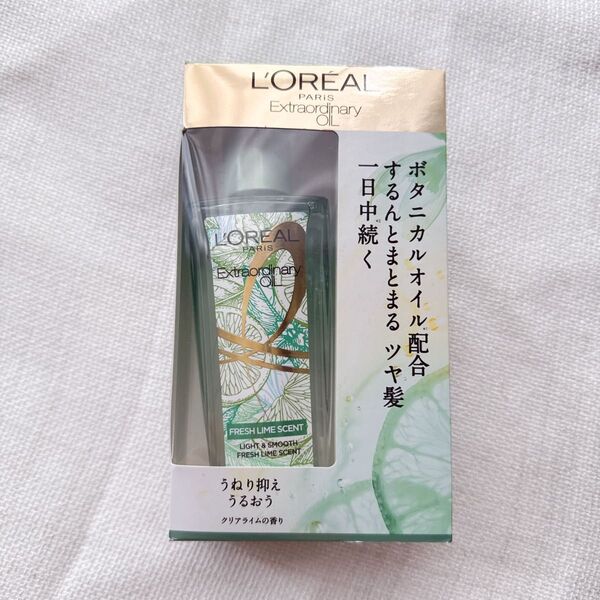 L'ORÉAL
PARIS
Extraordinary
OIL
ボタニカルオイル配合
するんとまとまる ツヤ髪
一日中続く
L'ORÉAL
PARIS
Extraordinary
OIL
FRESH LIME SCENT
LIGHT & SMOOTH
FRESH LIME SCENT
うねり抑え
うるおう
クリアライムの香り